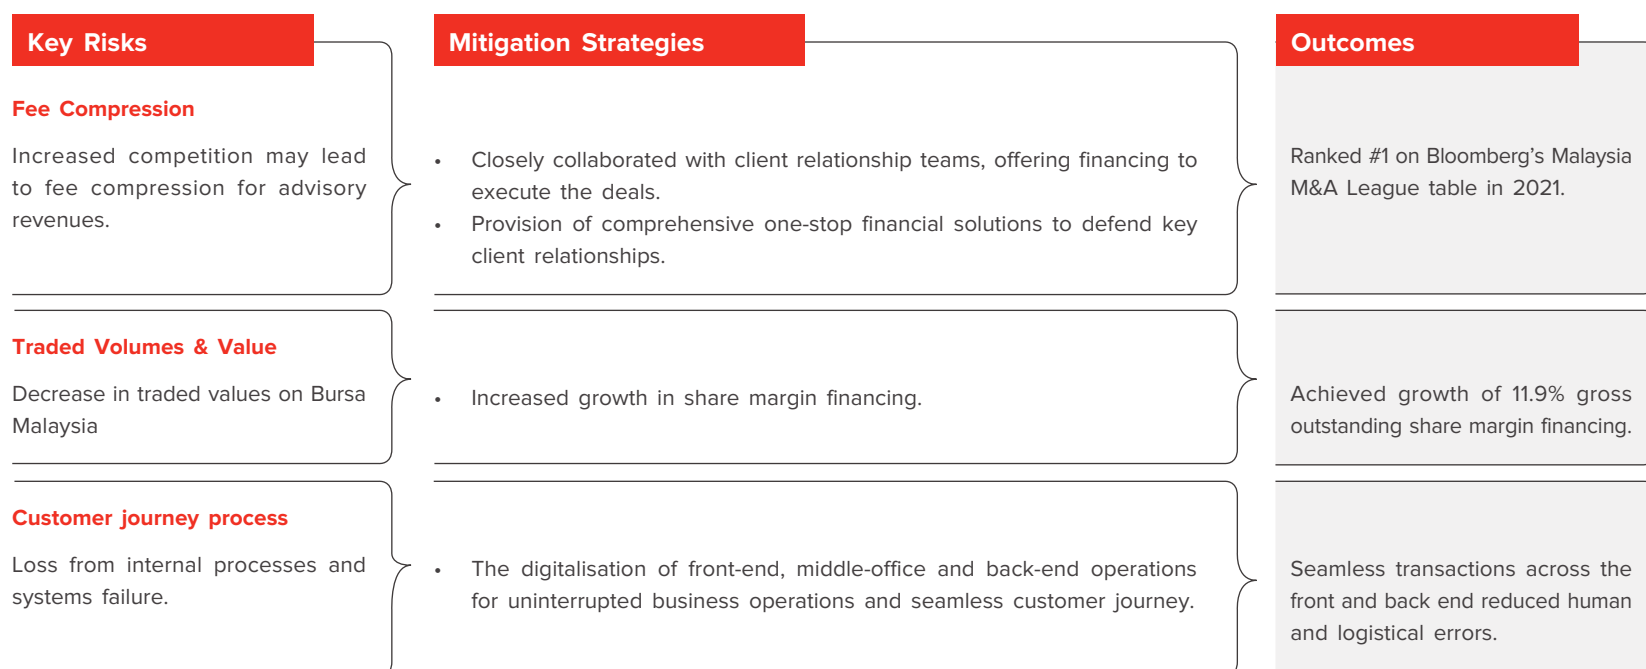 Key Risks
Mitigation Strategies
Outcomes
Fee Compression
Increased competition may lead
to fee compression for advisory
revenues.
• Closely collaborated with client relationship teams, offering financing to
execute the deals.
• Provision of comprehensive one-stop financial solutions to defend key
client relationships.
Ranked #1 on Bloomberg's Malaysia
M&A League table in 2021.
Traded Volumes & Value
Decrease in traded values on Bursa
Malaysia
• Increased growth in share margin financing.
Achieved growth of 11.9% gross
outstanding share margin financing.
Customer journey process
Loss from internal processes and
systems failure.
• The digitalisation of front-end, middle-office and back-end operations
for uninterrupted business operations and seamless customer journey.
Seamless transactions across the
front and back end reduced human
and logistical errors.